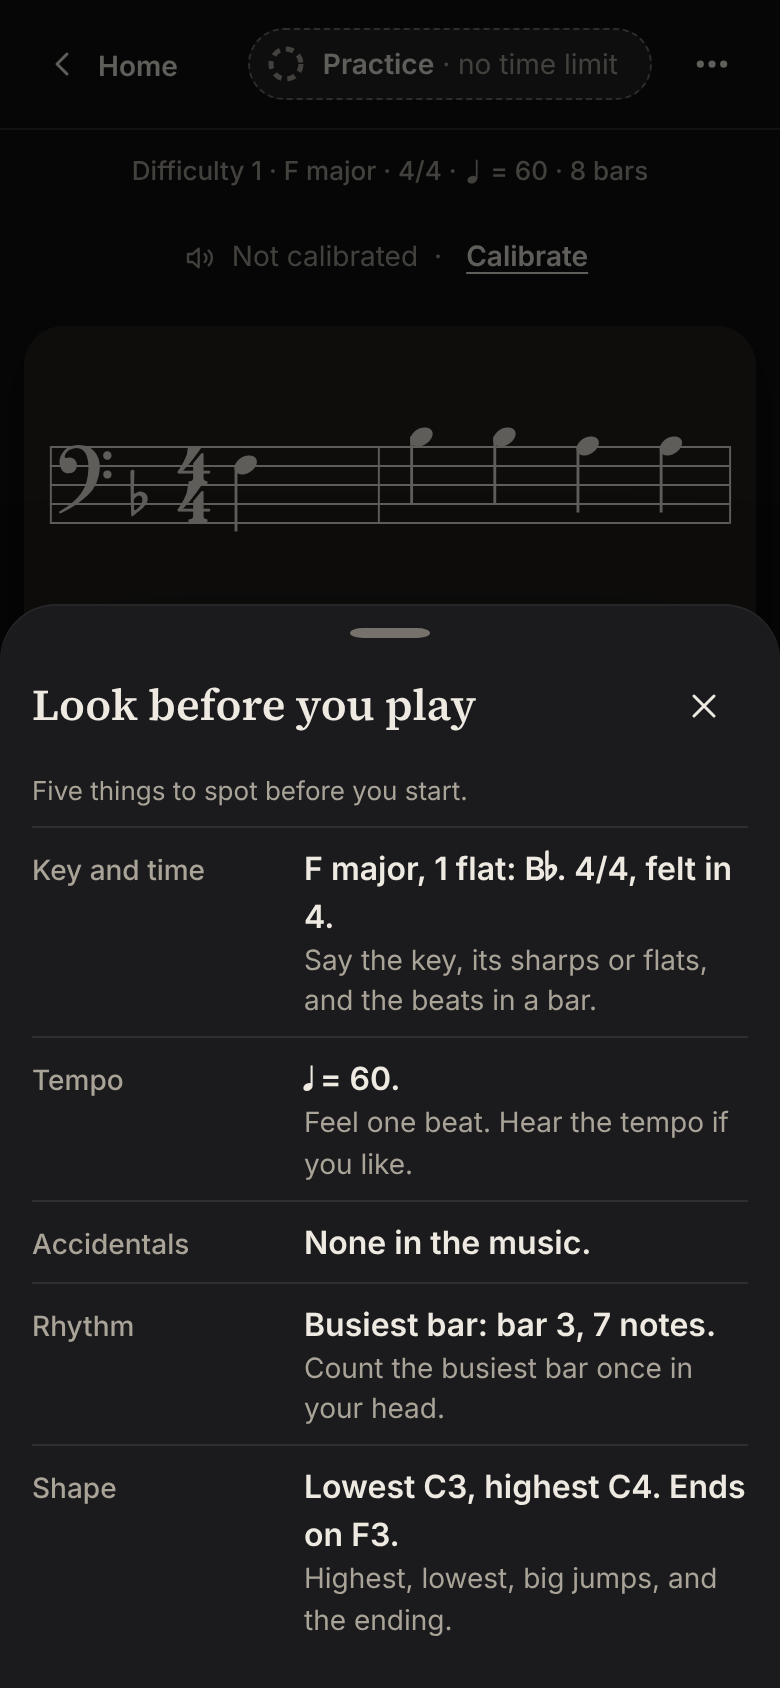 Home
Practice · no time limit
Difficulty 1 · F major · 4/4 · ♩ = 60 · 8 bars
Not calibrated · Calibrate
4
4
Look before you play
Five things to spot before you start.
Key and time
F major, 1 flat: B♭. 4/4, felt in
4.
Say the key, its sharps or flats,
and the beats in a bar.
Tempo
♩ = 60.
Feel one beat. Hear the tempo if
you like.
Accidentals
None in the music.
Rhythm
Busiest bar: bar 3, 7 notes.
Count the busiest bar once in
your head.
Shape
Lowest C3, highest C4. Ends
on F3.
Highest, lowest, big jumps, and
the ending.